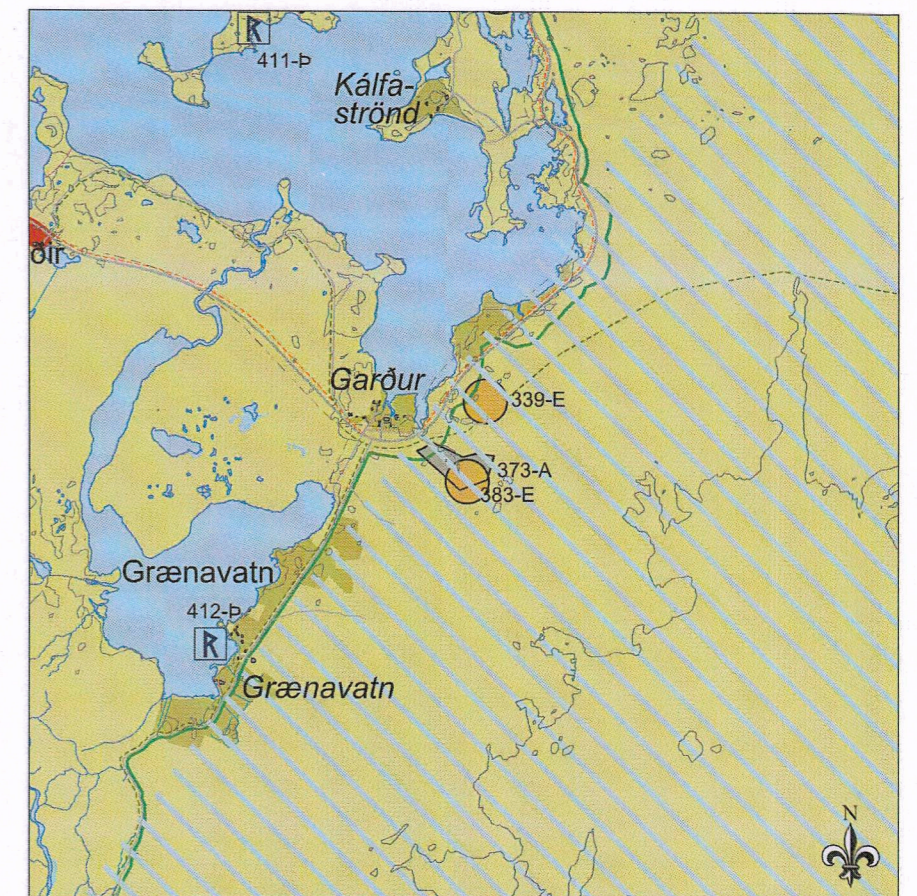 411-Þ
Kálfa-
strönd
ðir
Garður
339-E
373-A
383-E
Grænavatn
412-Þ
Grænavatn
N